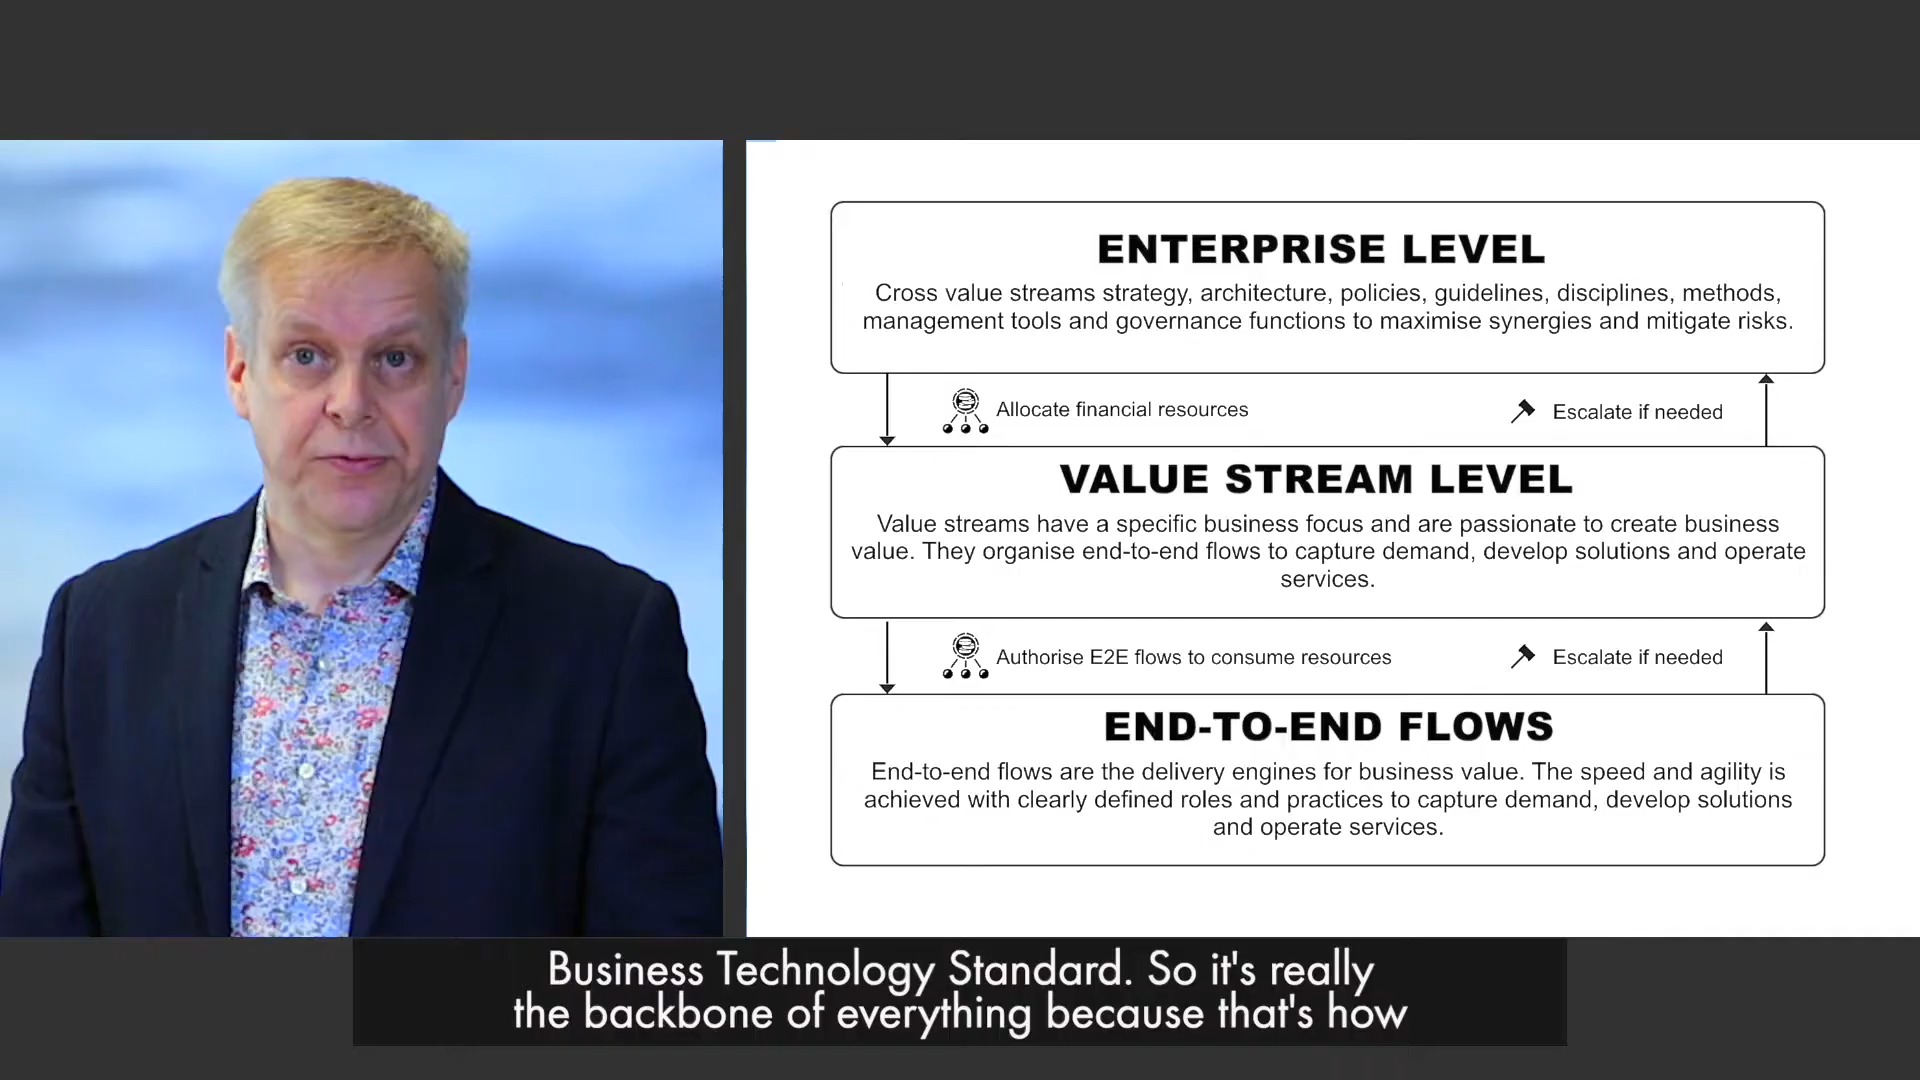 ENTERPRISE LEVEL
Cross value streams strategy, architecture, policies, guidelines, disciplines, methods,
management tools and governance functions to maximise synergies and mitigate risks.
Allocate financial resources
Escalate if needed
VALUE STREAM LEVEL
Value streams have a specific business focus and are passionate to create business
value. They organise end-to-end flows to capture demand, develop solutions and operate
services.
Authorise E2E flows to consume resources
Escalate if needed
END-TO-END FLOWS
End-to-end flows are the delivery engines for business value. The speed and agility is
achieved with clearly defined roles and practices to capture demand, develop solutions
and operate services.
Business Technology Standard. So it's really
the backbone of everything because that's how